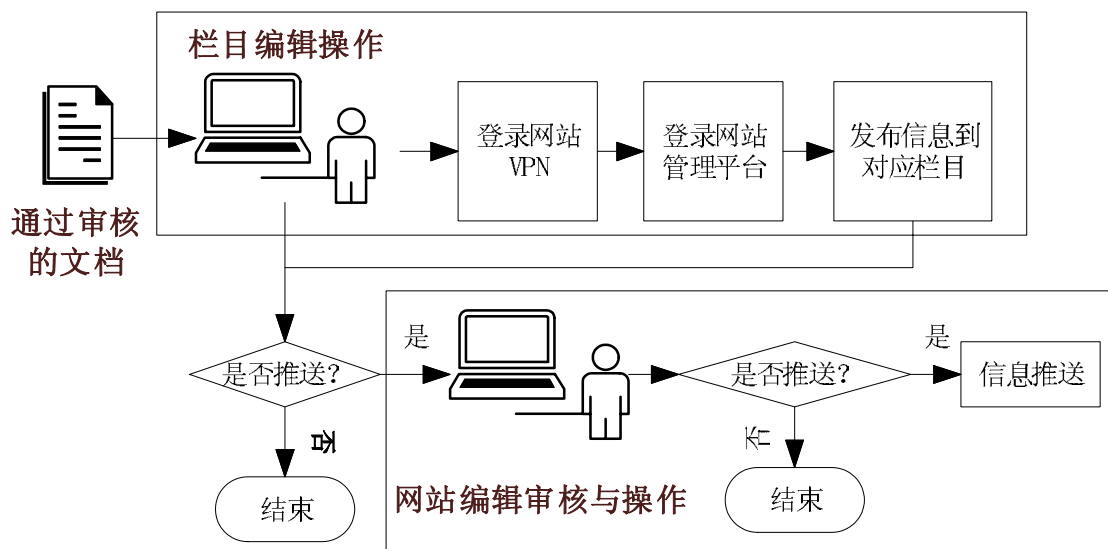 栏目编辑操作
登录网站
VPN
登录网站
管理平台
发布信息到
对应栏目
通过审核
的文档
是否推送？
是
是否推送？
是
信息推送
否
否
结束
网站编辑审核与操作
结束